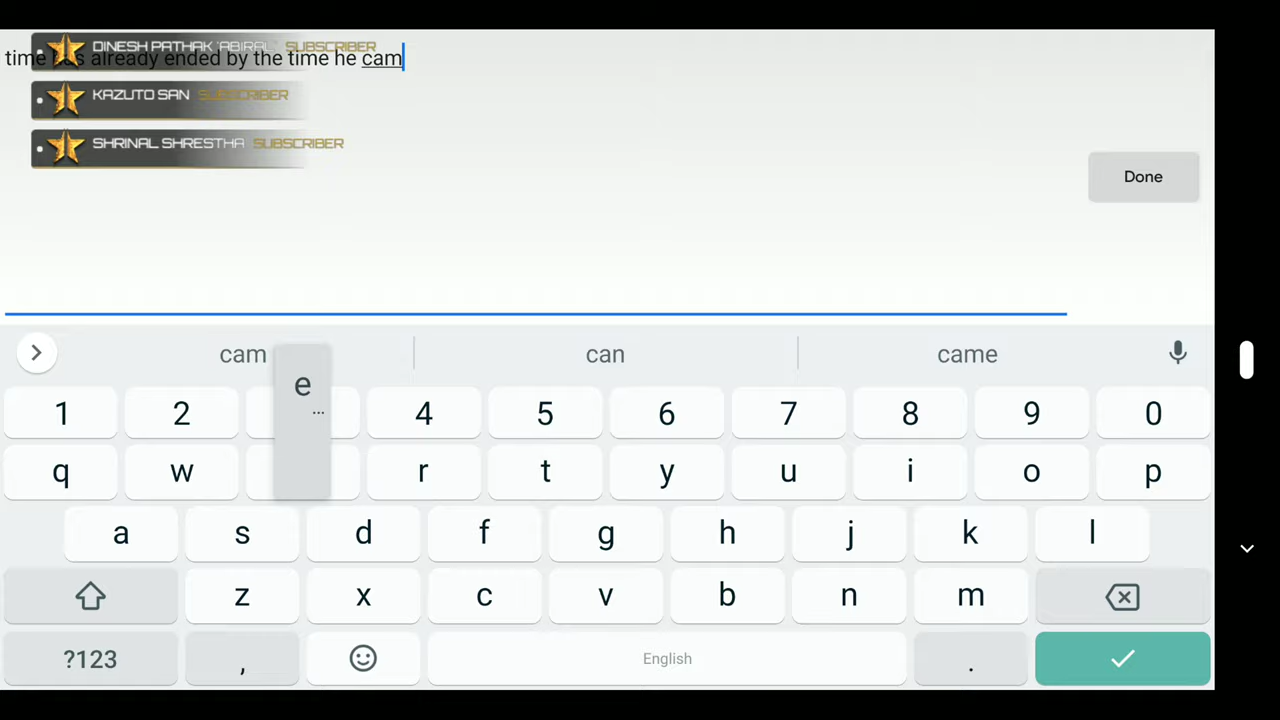 DINESH PATHAK 'ABIRAL' SUBSCRIBER
time has already ended by the time he cam
KAZUTO SAN SUBSCRIBER
SHRINAL SHRESTHA SUBSCRIBER
Done
cam can came
e
...
1 2 4 5 6 7 8 9 0
q w r t y u i o p
a s d f g h j k l
z x c v b n m
?123 , English .